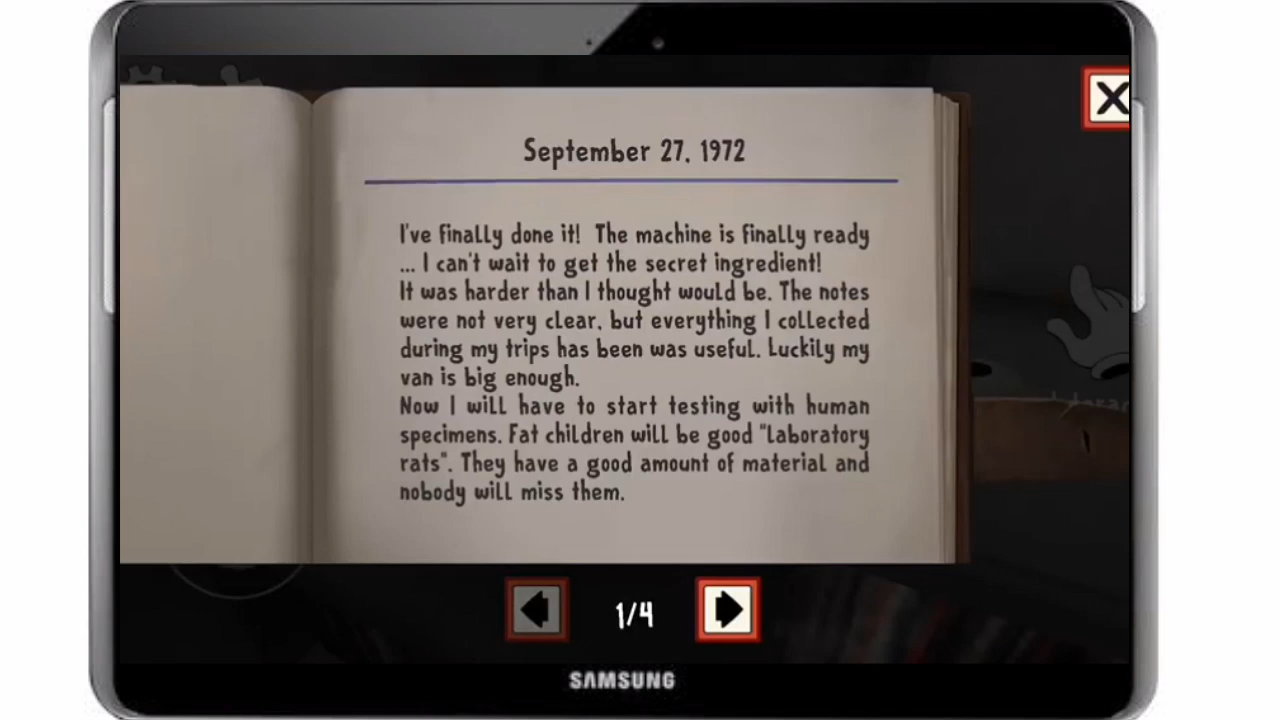 September 27, 1972
I've finally done it! The machine is finally ready
... I can't wait to get the secret ingredient!
It was harder than I thought would be. The notes
were not very clear, but everything I collected
during my trips has been was useful. Luckily my
van is big enough.
Now I will have to start testing with human
specimens. Fat children will be good "laboratory
rats". They have a good amount of material and
nobody will miss them.
1/4
SAMSUNG